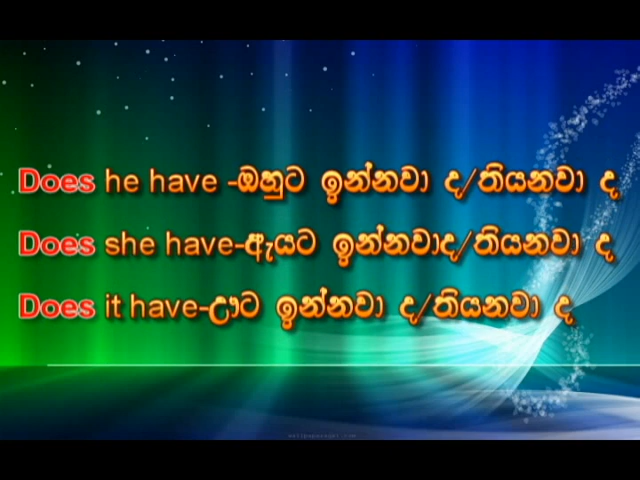 Does he have -ඔහුට ඉන්නවා ද/තියනවා ද
Does she have-ඇයට ඉන්නවාද/තියනවා ද
Does it have-ඌට ඉන්නවා ද/තියනවා ද